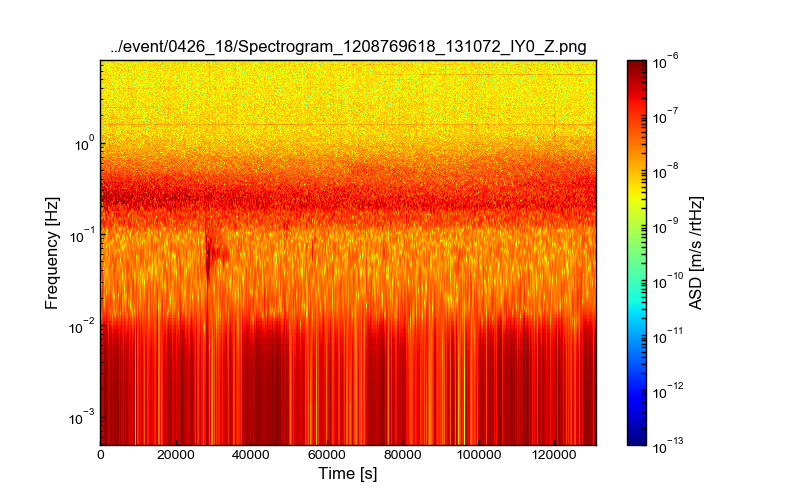 ../event/0426_18/Spectrogram_1208769618_131072_IY0_Z.png
Frequency [Hz]
10^0
10^-1
10^-2
10^-3
0 20000 40000 60000 80000 100000 120000
Time [s]
10^-6
10^-7
10^-8
10^-9
10^-10
10^-11
10^-12
10^-13
ASD [m/s /rtHz]